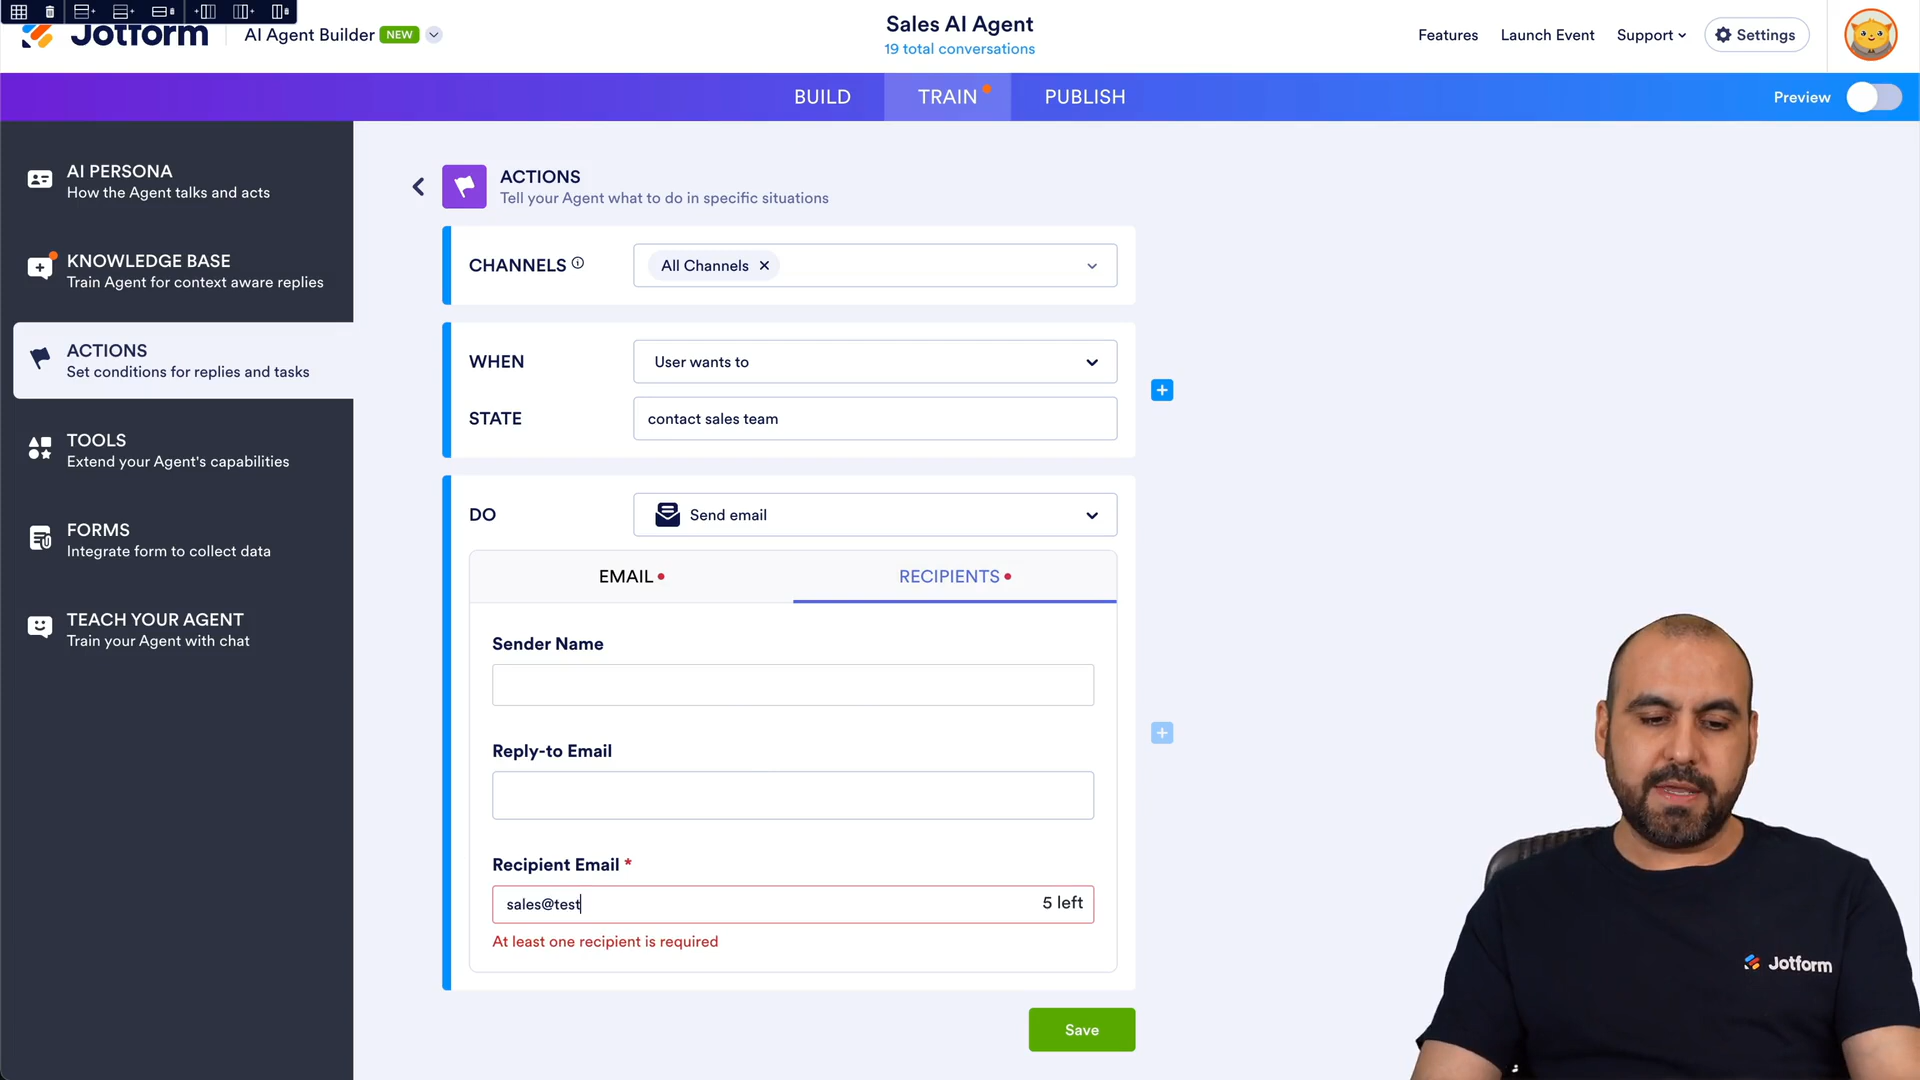 Jotform
AI Agent Builder NEW
Sales AI Agent
19 total conversations
Features
Launch Event
Support
Settings
BUILD
TRAIN
PUBLISH
Preview
AI PERSONA
How the Agent talks and acts
KNOWLEDGE BASE
Train Agent for context aware replies
ACTIONS
Set conditions for replies and tasks
TOOLS
Extend your Agent's capabilities
FORMS
Integrate form to collect data
TEACH YOUR AGENT
Train your Agent with chat
ACTIONS
Tell your Agent what to do in specific situations
CHANNELS
All Channels
WHEN
User wants to
STATE
contact sales team
DO
Send email
EMAIL
RECIPIENTS
Sender Name
Reply-to Email
Recipient Email *
sales@test
5 left
At least one recipient is required
Save
Jotform